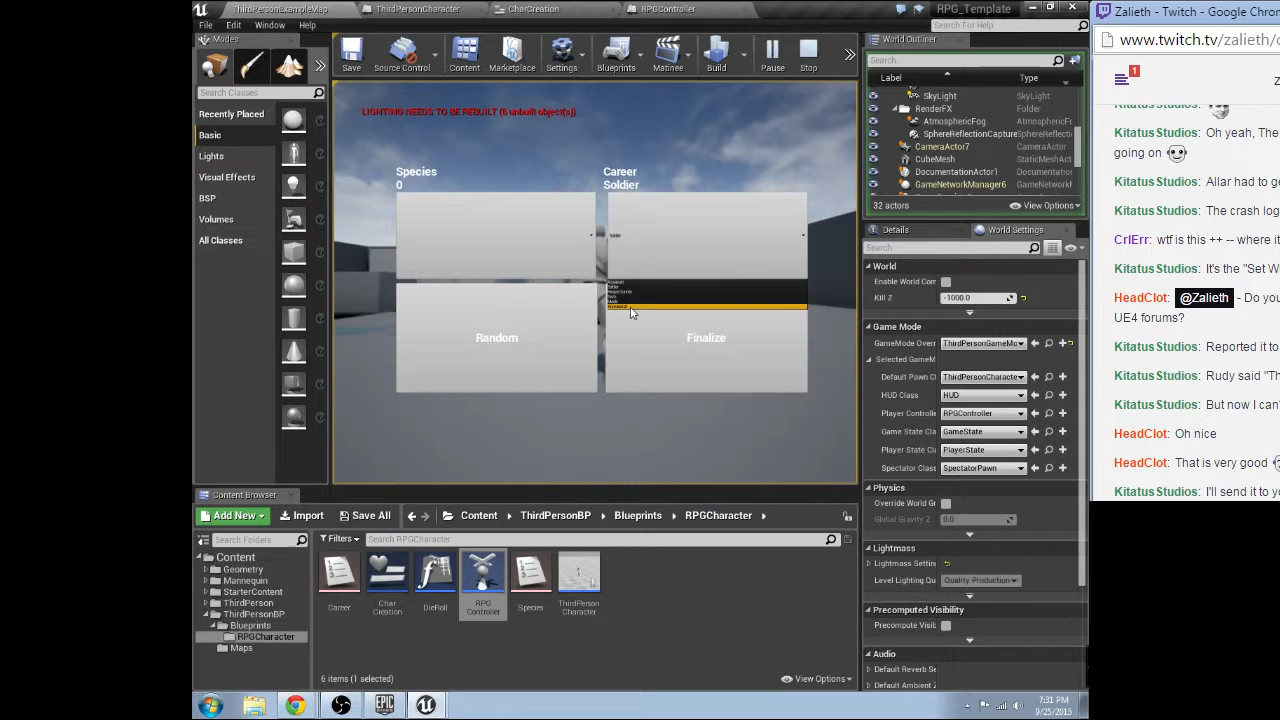 ThirdPersonExampleMap
ThirdPersonCharacter
CharCreation
RPGController
RPG_Template
File
Edit
Window
Help
Search For Help
Modes
Save
Source Control
Content
Marketplace
Settings
Blueprints
Matinee
Build
Pause
Stop
Search Classes
Recently Placed
Basic
Lights
Visual Effects
BSP
Volumes
All Classes
LIGHTING NEEDS TO BE REBUILT (6 unbuilt object(s))
Species
0
Career
Soldier
Soldier
Random
Finalize
World Outliner
Search...
Label
Type
SkyLight
SkyLight
RenderFX
Folder
AtmosphericFog
AtmosphericFo
SphereReflectionCapture
SphereReflecti
CameraActor7
CameraActor
CubeMesh
StaticMeshAct
DocumentationActor1
DocumentationA
GameNetworkManager6
GameNetwork
32 actors
View Options
Details
World Settings
Search
World
Enable World Com
Kill Z
-1000.0
Game Mode
GameMode Overr
ThirdPersonGameMo
Selected GameM
Default Pawn Cl
ThirdPersonCharacte
HUD Class
HUD
Player Controlle
RPGController
Game State Cla
GameState
Player State Cla
PlayerState
Spectator Class
SpectatorPawn
Physics
Override World Gr
Global Gravity Z
0.0
Lightmass
Lightmass Setting
Level Lighting Qu
Quality Production
Precomputed Visibility
Precompute Visib
Audio
Default Reverb Se
Default Ambient Z
Content Browser
Add New
Import
Save All
Content
ThirdPersonBP
Blueprints
RPGCharacter
Search Folders
Filters
Search RPGCharacter
Content
Geometry
Mannequin
StarterContent
ThirdPerson
ThirdPersonBP
Blueprints
RPGCharacter
Maps
Career
Char
Creation
DieRoll
RPG
Controller
Species
ThirdPerson
Character
6 items (1 selected)
View Options
EPIC
GAMES
7:31 PM
9/25/2015
Zalieth - Twitch - Google Chro
www.twitch.tv/zalieth/c
1
Kitatus Studios: Oh yeah, The
going on
Kitatus Studios: Allar had to ge
Kitatus Studios: The crash log
CrlErr: wtf is this ++ -- where it
Kitatus Studios: It's the "Set W
HeadClot: @Zalieth: Do you
UE4 forums?
Kitatus Studios: Reported it to
Kitatus Studios: Rudy said "Th
Kitatus Studios: But now I can'
HeadClot: Oh nice
HeadClot: That is very good
Kitatus Studios: I'll send it to yo